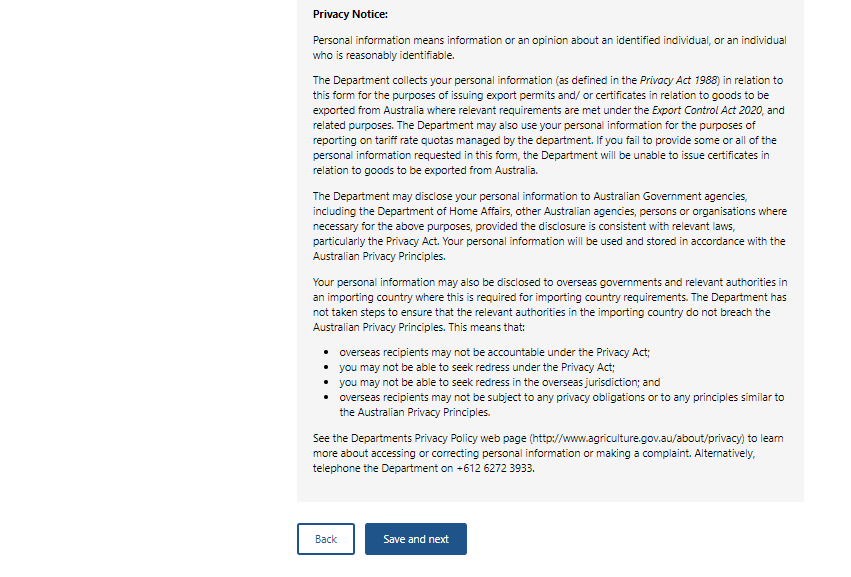 Privacy Notice:
Personal information means information or an opinion about an identified individual, or an individual
who is reasonably identifiable.
The Department collects your personal information (as defined in the Privacy Act 1988) in relation to
this form for the purposes of issuing export permits and/ or certificates in relation to goods to be
exported from Australia where relevant requirements are met under the Export Control Act 2020, and
related purposes. The Department may also use your personal information for the purposes of
reporting on tariff rate quotas managed by the department. If you fail to provide some or all of the
personal information requested in this form, the Department will be unable to issue certificates in
relation to goods to be exported from Australia.
The Department may disclose your personal information to Australian Government agencies,
including the Department of Home Affairs, other Australian agencies, persons or organisations where
necessary for the above purposes, provided the disclosure is consistent with relevant laws,
particularly the Privacy Act. Your personal information will be used and stored in accordance with the
Australian Privacy Principles.
Your personal information may also be disclosed to overseas governments and relevant authorities in
an importing country where this is required for importing country requirements. The Department has
not taken steps to ensure that the relevant authorities in the importing country do not breach the
Australian Privacy Principles. This means that:
• overseas recipients may not be accountable under the Privacy Act;
• you may not be able to seek redress under the Privacy Act;
• you may not be able to seek redress in the overseas jurisdiction; and
• overseas recipients may not be subject to any privacy obligations or to any principles similar to
the Australian Privacy Principles.
See the Departments Privacy Policy web page (http://www.agriculture.gov.au/about/privacy) to learn
more about accessing or correcting personal information or making a complaint. Alternatively,
telephone the Department on +612 6272 3933.
Back
Save and next